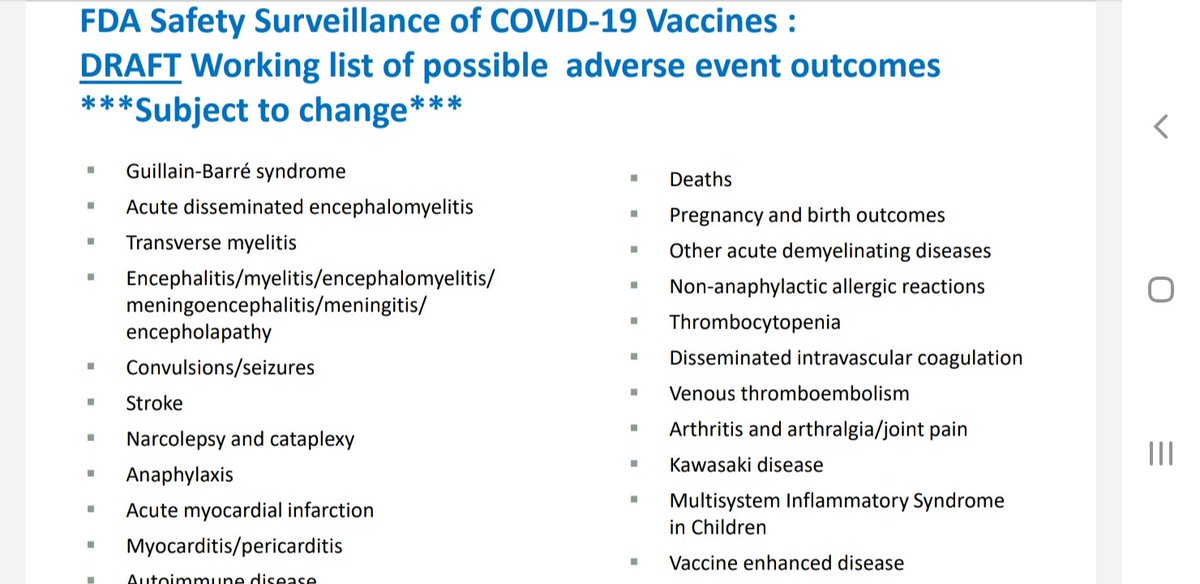 FDA Safety Surveillance of COVID-19 Vaccines :
DRAFT Working list of possible adverse event outcomes
***Subject to change***
Guillain-Barré syndrome
Acute disseminated encephalomyelitis
Transverse myelitis
Encephalitis/myelitis/encephalomyelitis/
meningoencephalitis/meningitis/
encepholapathy
Convulsions/seizures
Stroke
Narcolepsy and cataplexy
Anaphylaxis
Acute myocardial infarction
Myocarditis/pericarditis
Autoimmune disease
Deaths
Pregnancy and birth outcomes
Other acute demyelinating diseases
Non-anaphylactic allergic reactions
Thrombocytopenia
Disseminated intravascular coagulation
Venous thromboembolism
Arthritis and arthralgia/joint pain
Kawasaki disease
Multisystem Inflammatory Syndrome
in Children
Vaccine enhanced disease